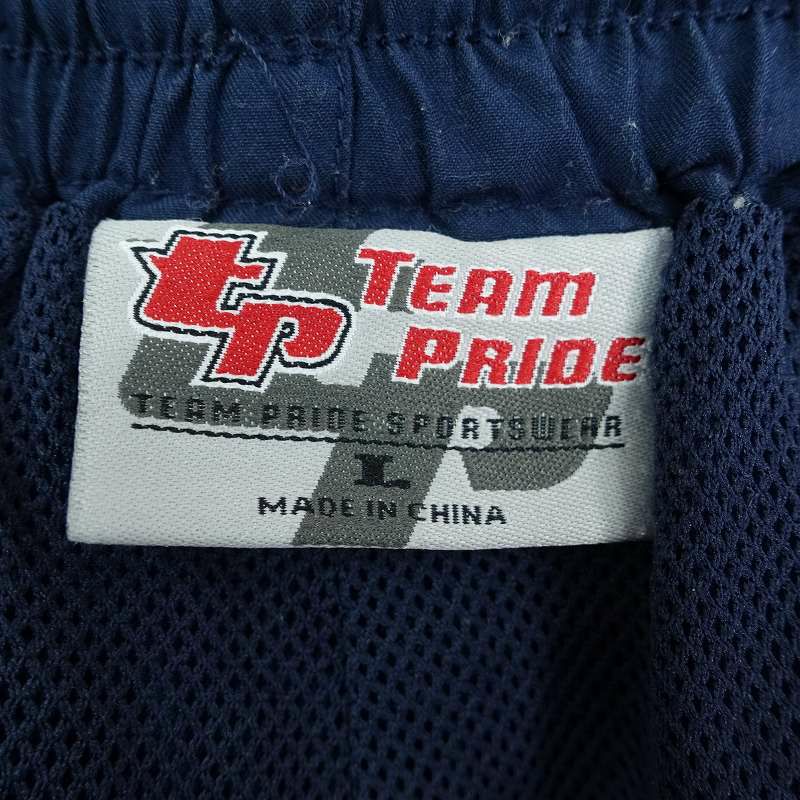 tp TEAM
PRIDE
TEAM PRIDE SPORTSWEAR
L
MADE IN CHINA